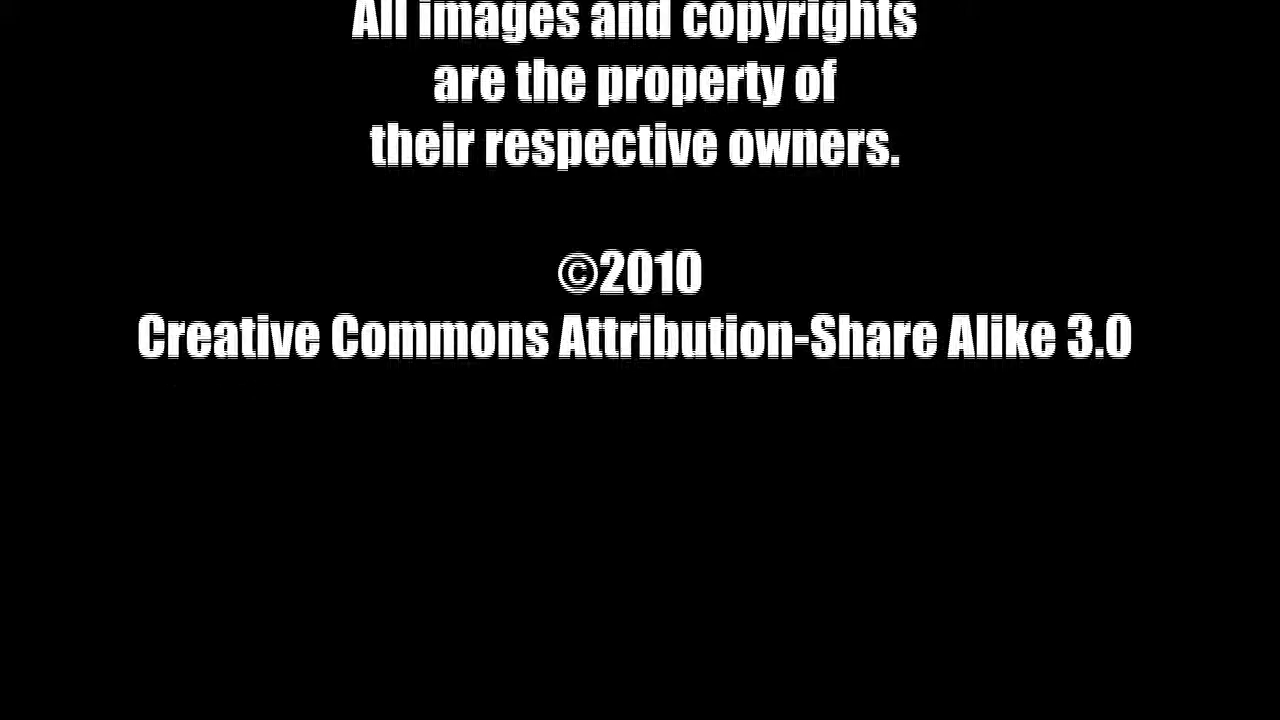 All images and copyrights
are the property of
their respective owners.
©2010
Creative Commons Attribution-Share Alike 3.0